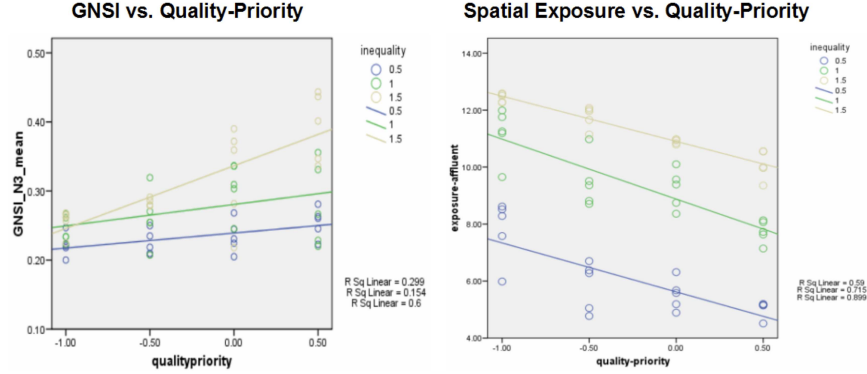 GNSI vs. Quality-Priority
GNSI_N3_mean
0.50
0.40
0.30
0.20
0.10
-1.00
-0.50
0.00
0.50
qualitypriority
inequality
0.5
1
1.5
0.5
1
1.5
R Sq Linear = 0.299
R Sq Linear = 0.154
R Sq Linear = 0.6
Spatial Exposure vs. Quality-Priority
exposure-affluent
14.00
12.00
10.00
8.00
6.00
4.00
-1.00
-0.50
0.00
0.50
quality-priority
inequality
0.5
1
1.5
0.5
1
1.5
R Sq Linear = 0.59
R Sq Linear = 0.715
R Sq Linear = 0.899